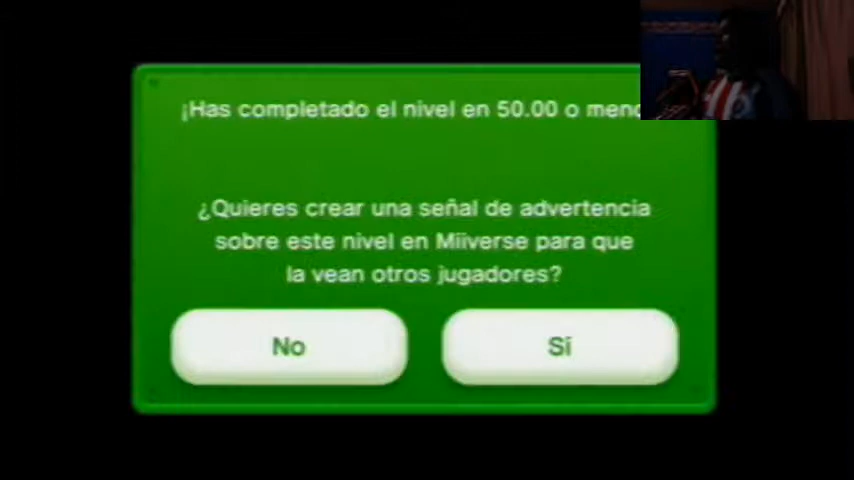 ¡Has completado el nivel en 50.00 o
¿Quieres crear una señal de advertencia
sobre este nivel en Miiverse para que
la vean otros jugadores?
No
Sí